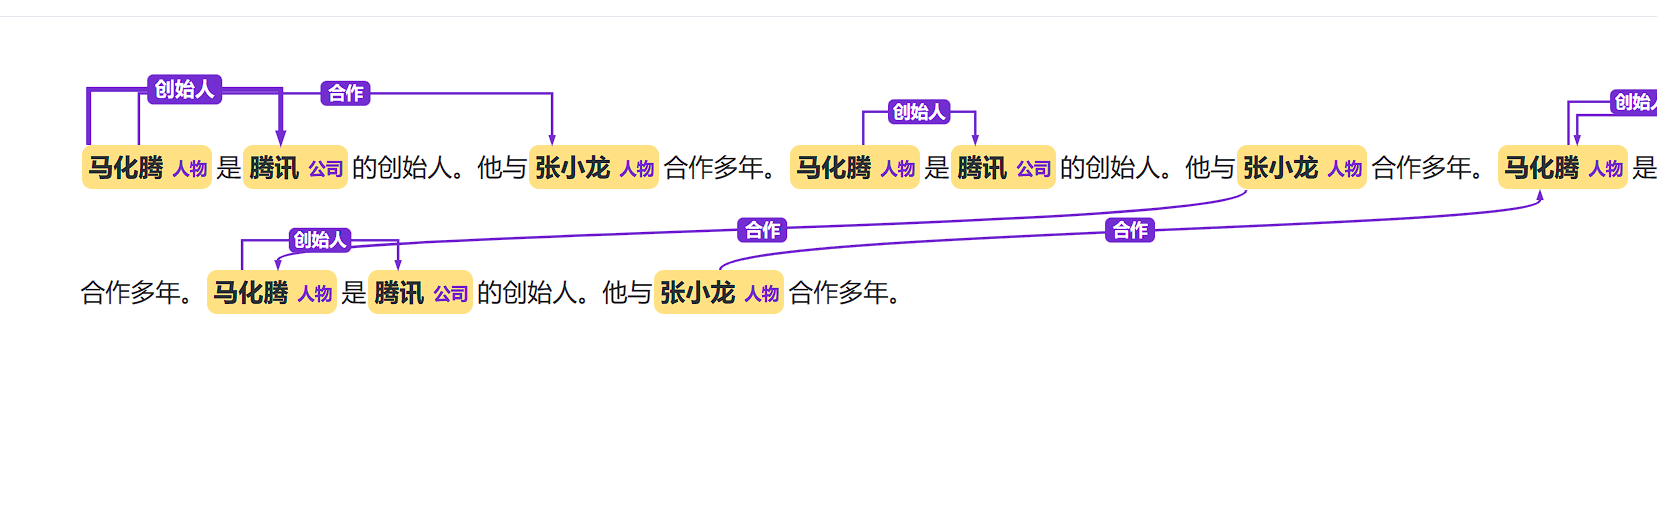 创始人 合作 创始人 创始
马化腾 人物 是 腾讯 公司 的创始人。他与 张小龙 人物 合作多年。 马化腾 人物 是 腾讯 公司 的创始人。他与 张小龙 人物 合作多年。 马化腾 人物 是
创始人 合作 合作
合作多年。 马化腾 人物 是 腾讯 公司 的创始人。他与 张小龙 人物 合作多年。